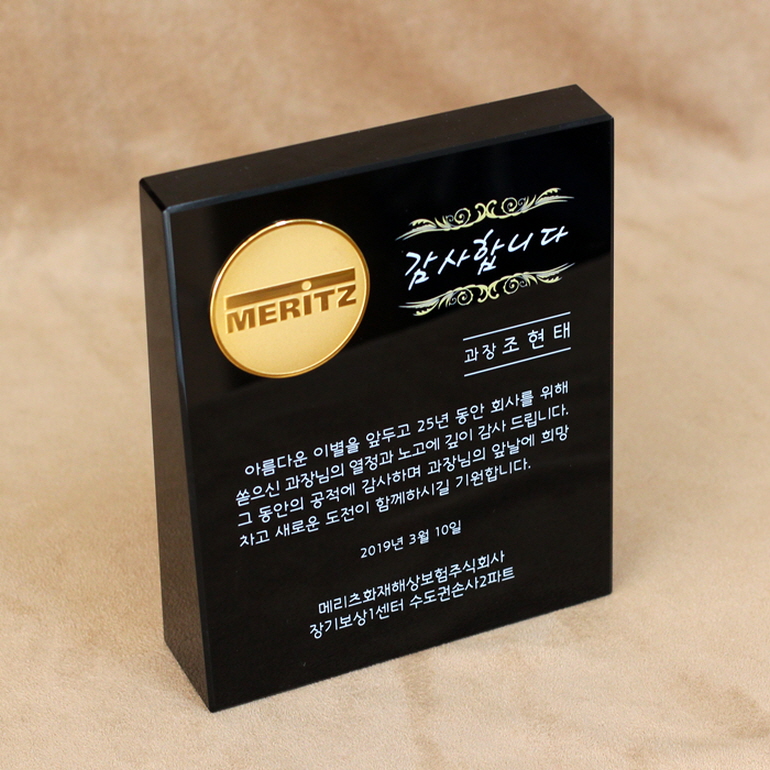 MERITZ
감사합니다
과장 조현태
아름다운 이별을 앞두고 25년 동안 회사를 위해
쏟으신 과장님의 열정과 노고에 깊이 감사 드립니다.
그 동안의 공적에 감사하며 과장님의 앞날에 희망
차고 새로운 도전이 함께하시길 기원합니다.
2019년 3월 10일
메리츠화재해상보험주식회사
장기보상1센터 수도권손사2파트